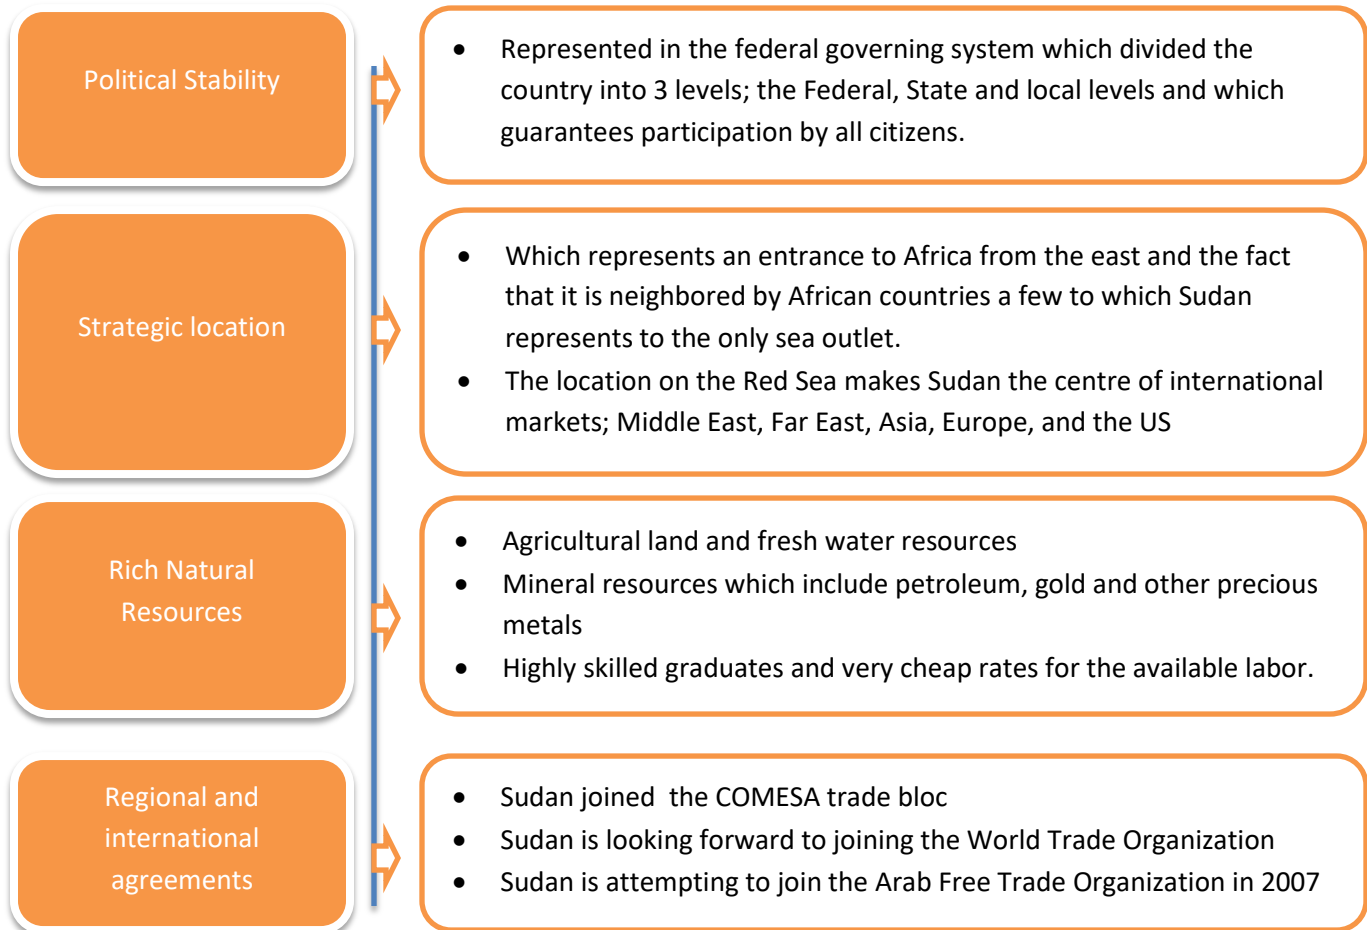 Political Stability
• Represented in the federal governing system which divided the
country into 3 levels; the Federal, State and local levels and which
guarantees participation by all citizens.
Strategic location
• Which represents an entrance to Africa from the east and the fact
that it is neighbored by African countries a few to which Sudan
represents to the only sea outlet.
• The location on the Red Sea makes Sudan the centre of international
markets; Middle East, Far East, Asia, Europe, and the US
Rich Natural
Resources
• Agricultural land and fresh water resources
• Mineral resources which include petroleum, gold and other precious
metals
• Highly skilled graduates and very cheap rates for the available labor.
Regional and
international
agreements
• Sudan joined  the COMESA trade bloc
• Sudan is looking forward to joining the World Trade Organization
• Sudan is attempting to join the Arab Free Trade Organization in 2007